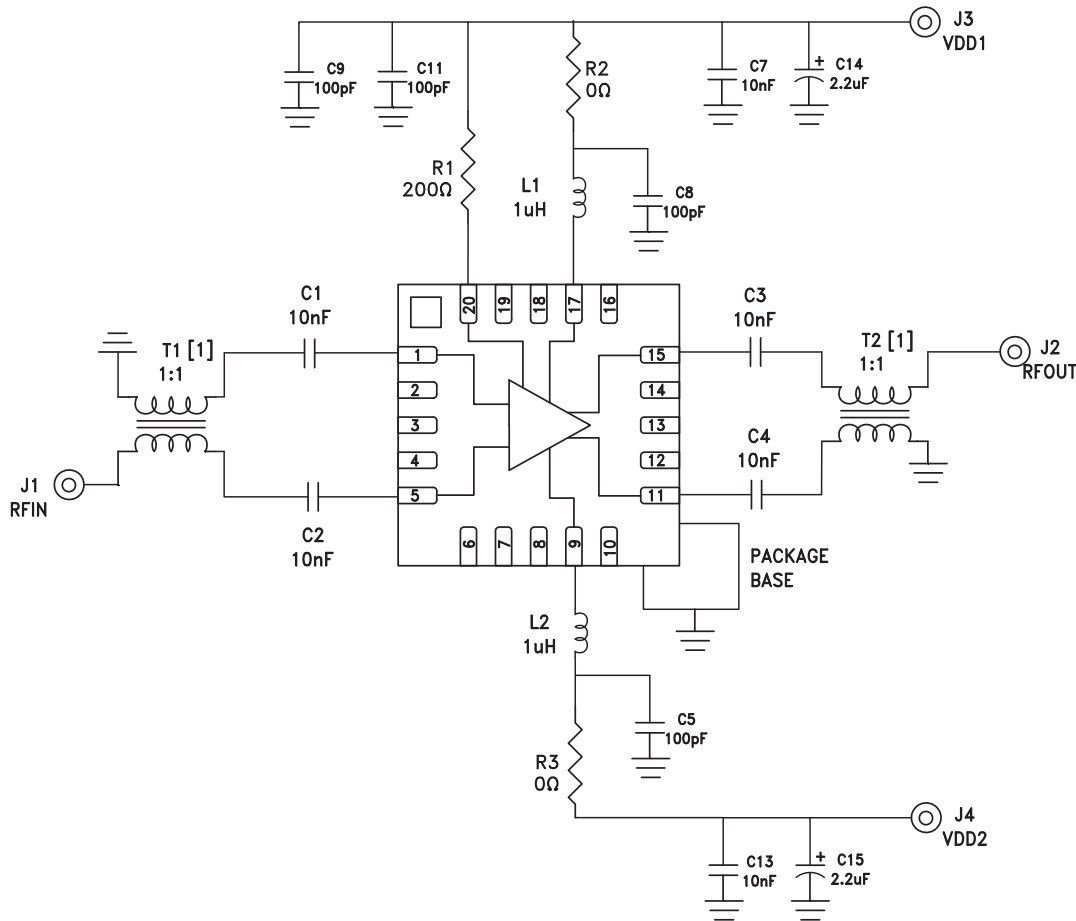 J3
VDD1
C9
100pF
C11
100pF
R2
0Ω
C7
10nF
C14
+
2.2uF
R1
200Ω
L1
1uH
C8
100pF
C1
10nF
C3
10nF
20
19
18
17
16
T1 [1]
1:1
T2 [1]
1:1
J2
RFOUT
1
2
3
4
5
15
14
13
12
11
C4
10nF
J1
RFIN
C2
10nF
6
7
8
9
10
PACKAGE
BASE
L2
1uH
C5
100pF
R3
0Ω
J4
VDD2
C13
10nF
+
C15
2.2uF